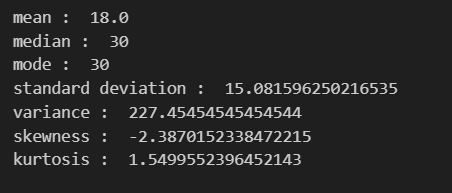 mean :  18.0
median :  30
mode :  30
standard deviation :  15.081596250216535
variance :  227.45454545454544
skewness :  -2.3870152338472215
kurtosis :  1.5499552396452143